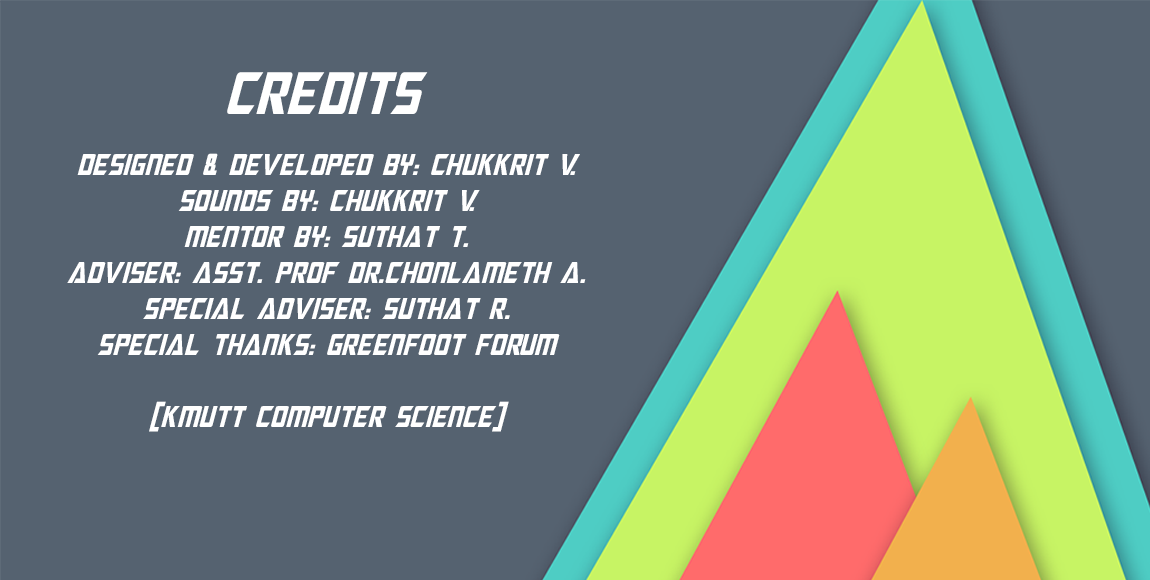 CREDITS
DESIGNED & DEVELOPED BY: CHUKKRIT V.
SOUNDS BY: CHUKKRIT V.
MENTOR BY: SUTHAT T.
ADVISER: ASST. PROF DR.CHONLAMETH A.
SPECIAL ADVISER: SUTHAT R.
SPECIAL THANKS: GREENFOOT FORUM
[KMUTT COMPUTER SCIENCE]